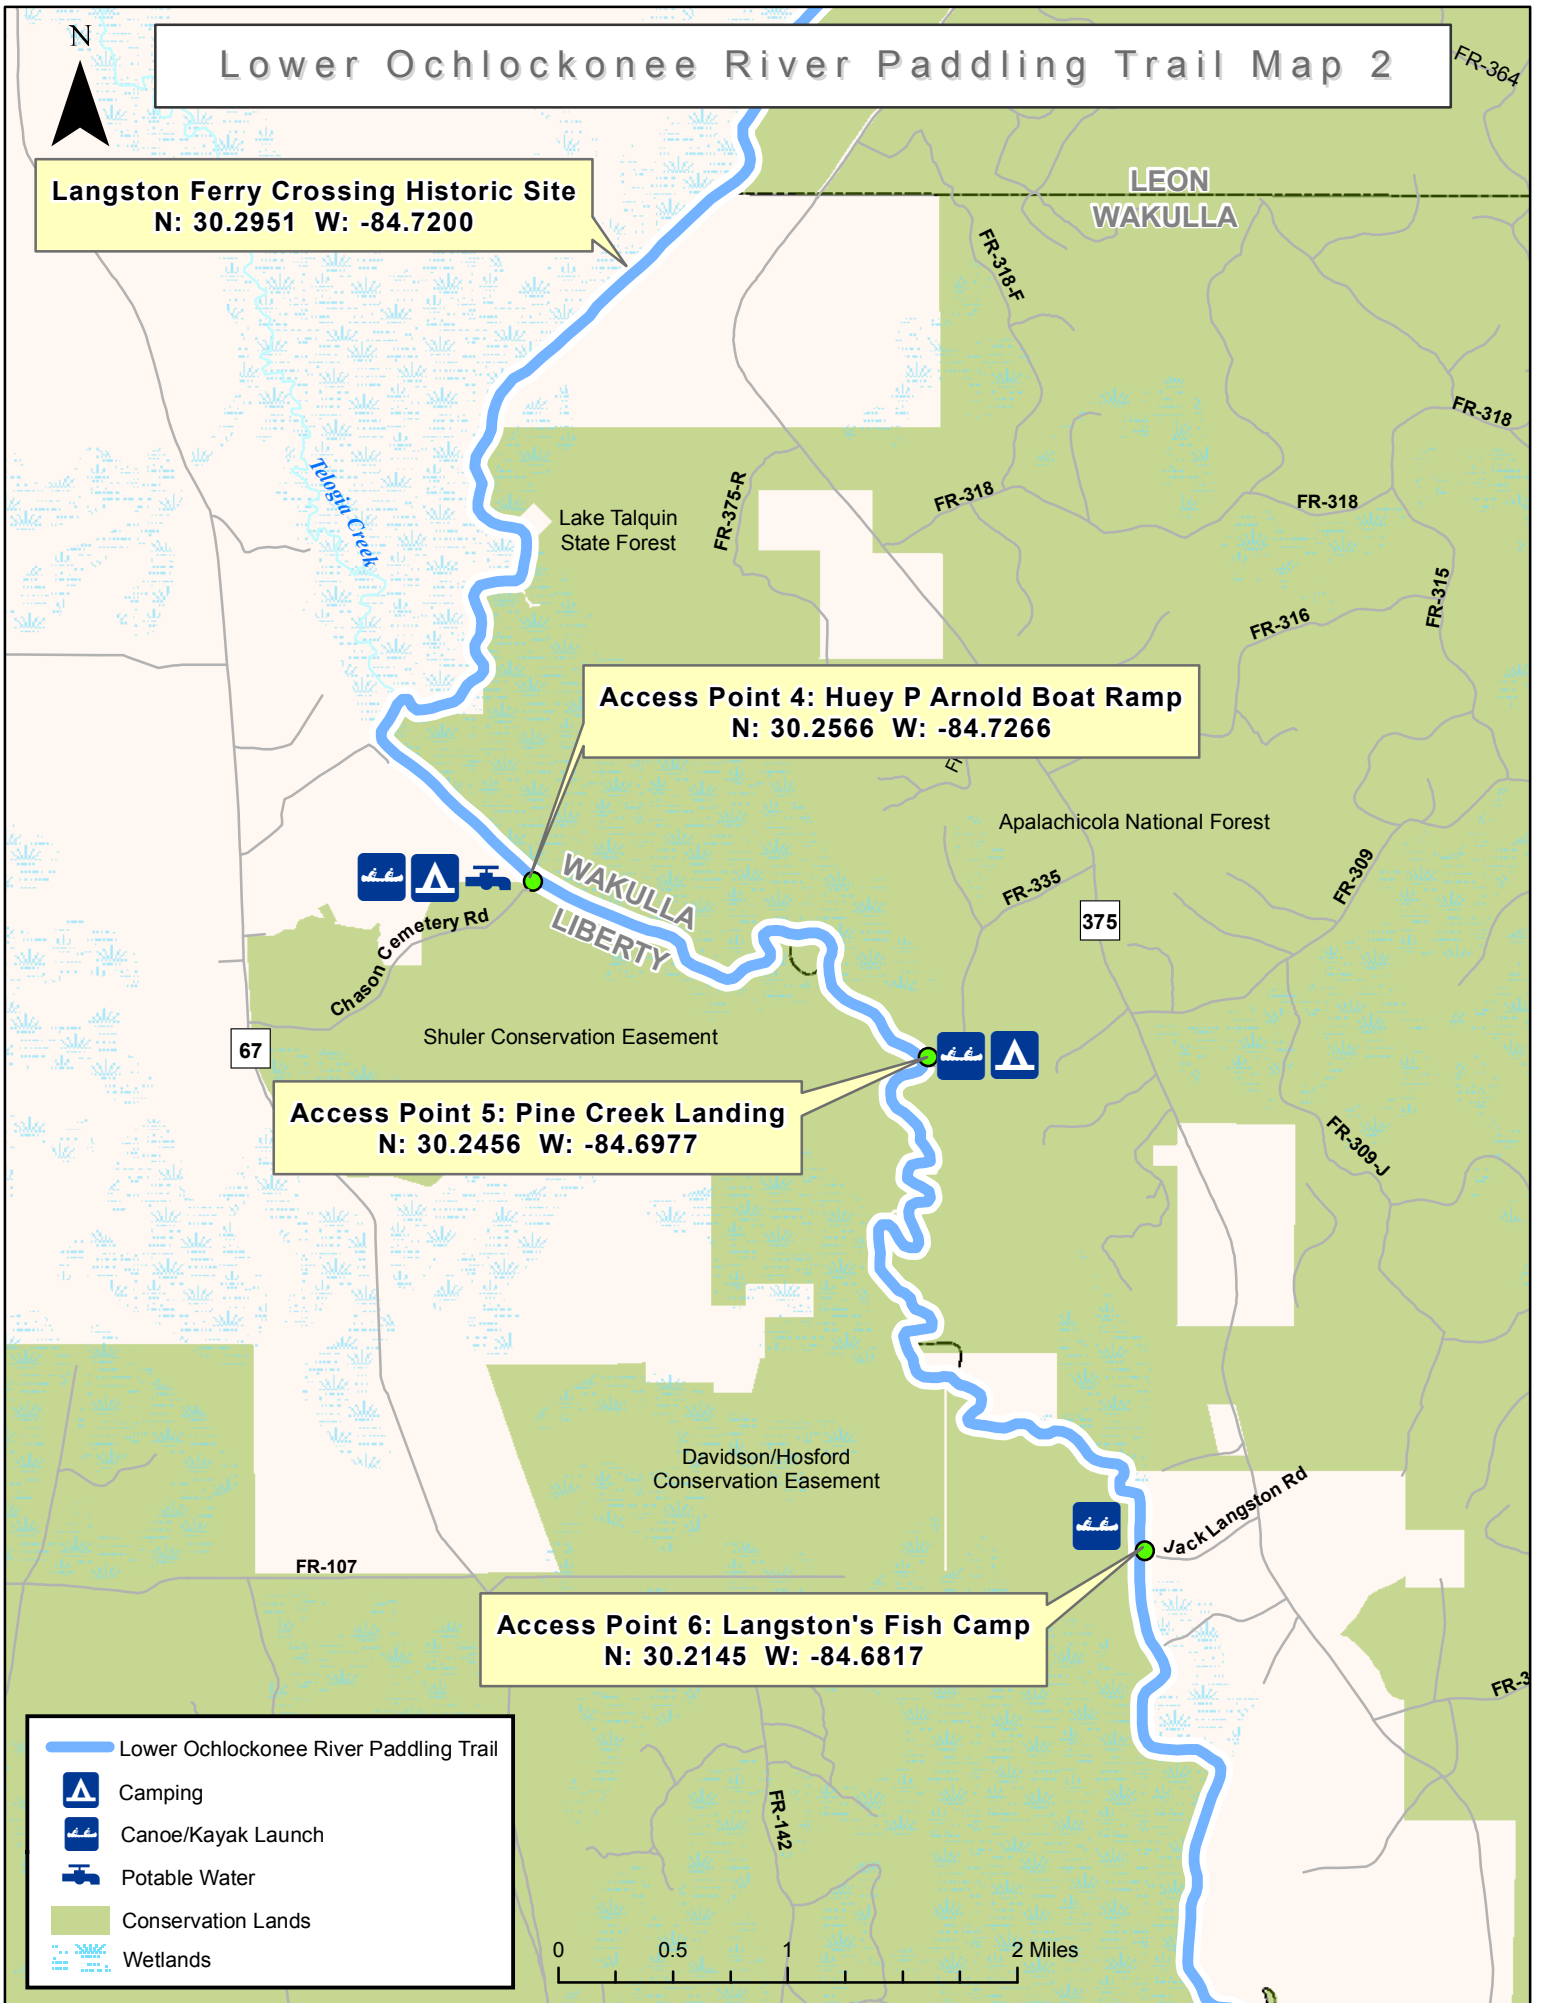 N
Lower Ochlockonee River Paddling Trail Map 2
FR-364
Langston Ferry Crossing Historic Site
N: 30.2951 W: -84.7200
LEON
WAKULLA
FR-318-F
FR-318
Telogia Creek
FR-375-R
FR-318
FR-318
Lake Talquin
State Forest
FR-315
FR-316
Access Point 4: Huey P Arnold Boat Ramp
N: 30.2566 W: -84.7266
Apalachicola National Forest
FR-309
FR-335
375
WAKULLA
LIBERTY
Chason Cemetery Rd
67
Shuler Conservation Easement
Access Point 5: Pine Creek Landing
N: 30.2456 W: -84.6977
FR-309-J
Davidson/Hosford
Conservation Easement
Jack Langston Rd
FR-107
Access Point 6: Langston's Fish Camp
N: 30.2145 W: -84.6817
FR-3
FR-142
Lower Ochlockonee River Paddling Trail
Camping
Canoe/Kayak Launch
Potable Water
Conservation Lands
Wetlands
0 0.5 1 2 Miles